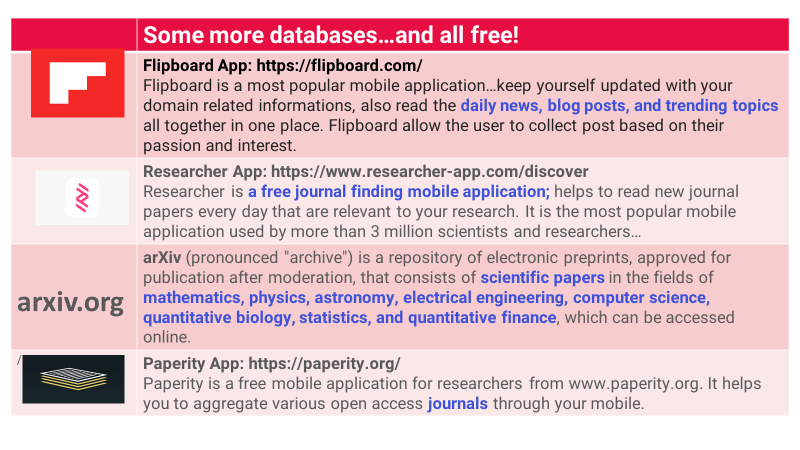 Some more databases…and all free!
Flipboard App: https://flipboard.com/
Flipboard is a most popular mobile application…keep yourself updated with your
domain related informations, also read the daily news, blog posts, and trending topics
all together in one place. Flipboard allow the user to collect post based on their
passion and interest.
Researcher App: https://www.researcher-app.com/discover
Researcher is a free journal finding mobile application; helps to read new journal
papers every day that are relevant to your research. It is the most popular mobile
application used by more than 3 million scientists and researchers…
arxiv.org
arXiv (pronounced "archive") is a repository of electronic preprints, approved for
publication after moderation, that consists of scientific papers in the fields of
mathematics, physics, astronomy, electrical engineering, computer science,
quantitative biology, statistics, and quantitative finance, which can be accessed
online.
/
Paperity App: https://paperity.org/
Paperity is a free mobile application for researchers from www.paperity.org. It helps
you to aggregate various open access journals through your mobile.